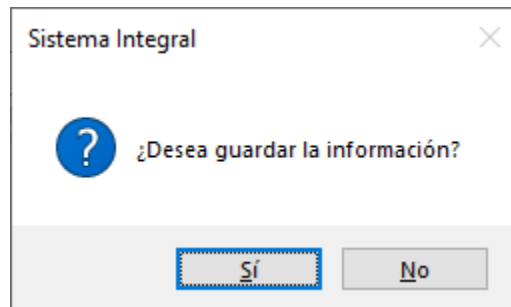 Sistema Integral
¿Desea guardar la información?
Sí No